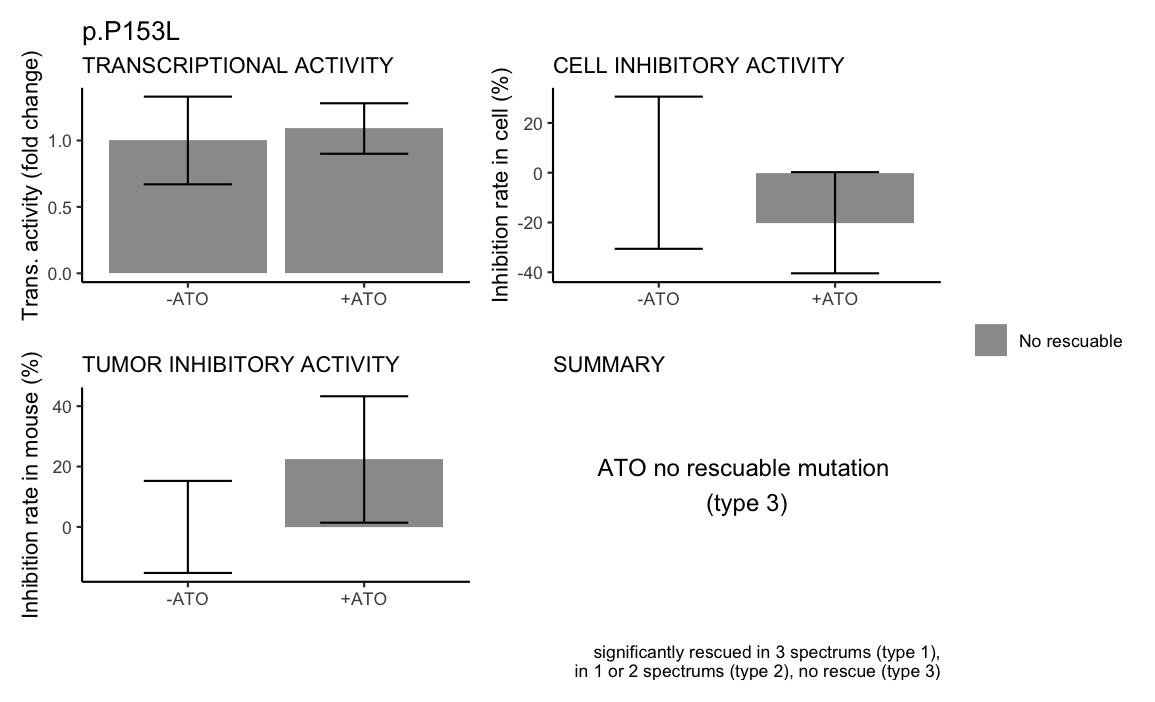 p.P153L
TRANSCRIPTIONAL ACTIVITY
Trans. activity (fold change)
1.0
0.5
0.0
-ATO
+ATO
CELL INHIBITORY ACTIVITY
Inhibition rate in cell (%)
20
0
-20
-40
-ATO
+ATO
No rescuable
TUMOR INHIBITORY ACTIVITY
Inhibition rate in mouse (%)
40
20
0
-ATO
+ATO
SUMMARY
ATO no rescuable mutation
(type 3)
significantly rescued in 3 spectrums (type 1),
in 1 or 2 spectrums (type 2), no rescue (type 3)